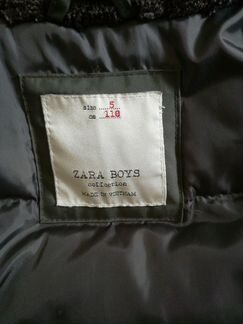 size 5
cm 110
ZARA BOYS
collection
MADE IN VIETNAM